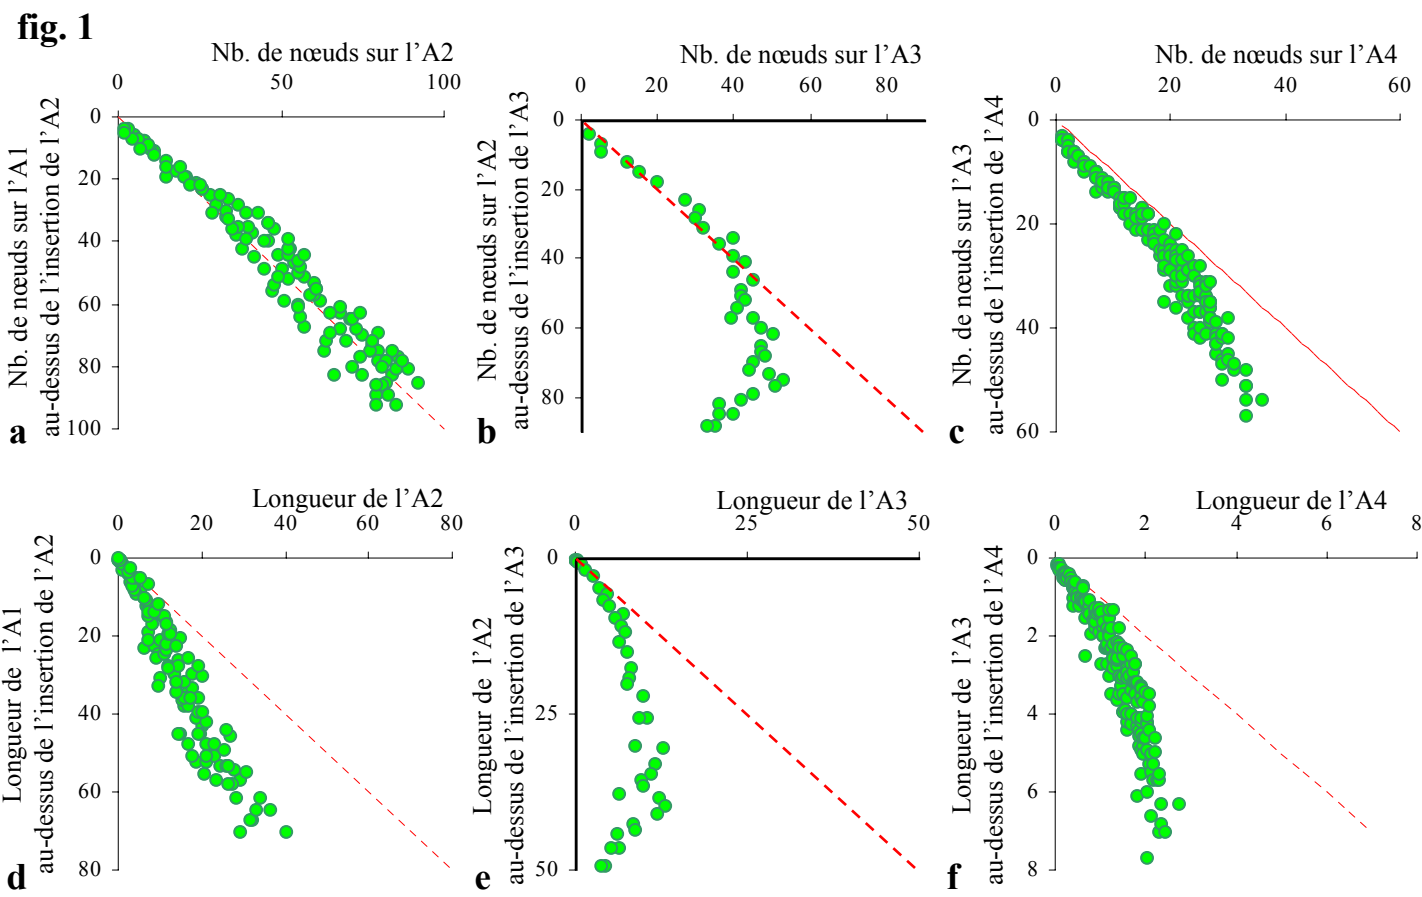 fig. 1
Nb. de nœuds sur l'A2
0 50 100
Nb. de nœuds sur l'A1
au-dessus de l'insertion de l'A2
0
20
40
60
80
100
a
Nb. de nœuds sur l'A3
0 20 40 60 80
Nb. de nœuds sur l'A2
au-dessus de l'insertion de l'A3
0
20
40
60
80
b
Nb. de nœuds sur l'A4
0 20 40 60
Nb. de nœuds sur l'A3
au-dessus de l'insertion de l'A4
0
20
40
60
c
Longueur de l'A2
0 20 40 60 80
Longueur de l'A1
au-dessus de l'insertion de l'A2
0
20
40
60
80
d
Longueur de l'A3
0 25 50
Longueur de l'A2
au-dessus de l'insertion de l'A3
0
25
50
e
Longueur de l'A4
0 2 4 6 8
Longueur de l'A3
au-dessus de l'insertion de l'A4
0
2
4
6
8
f